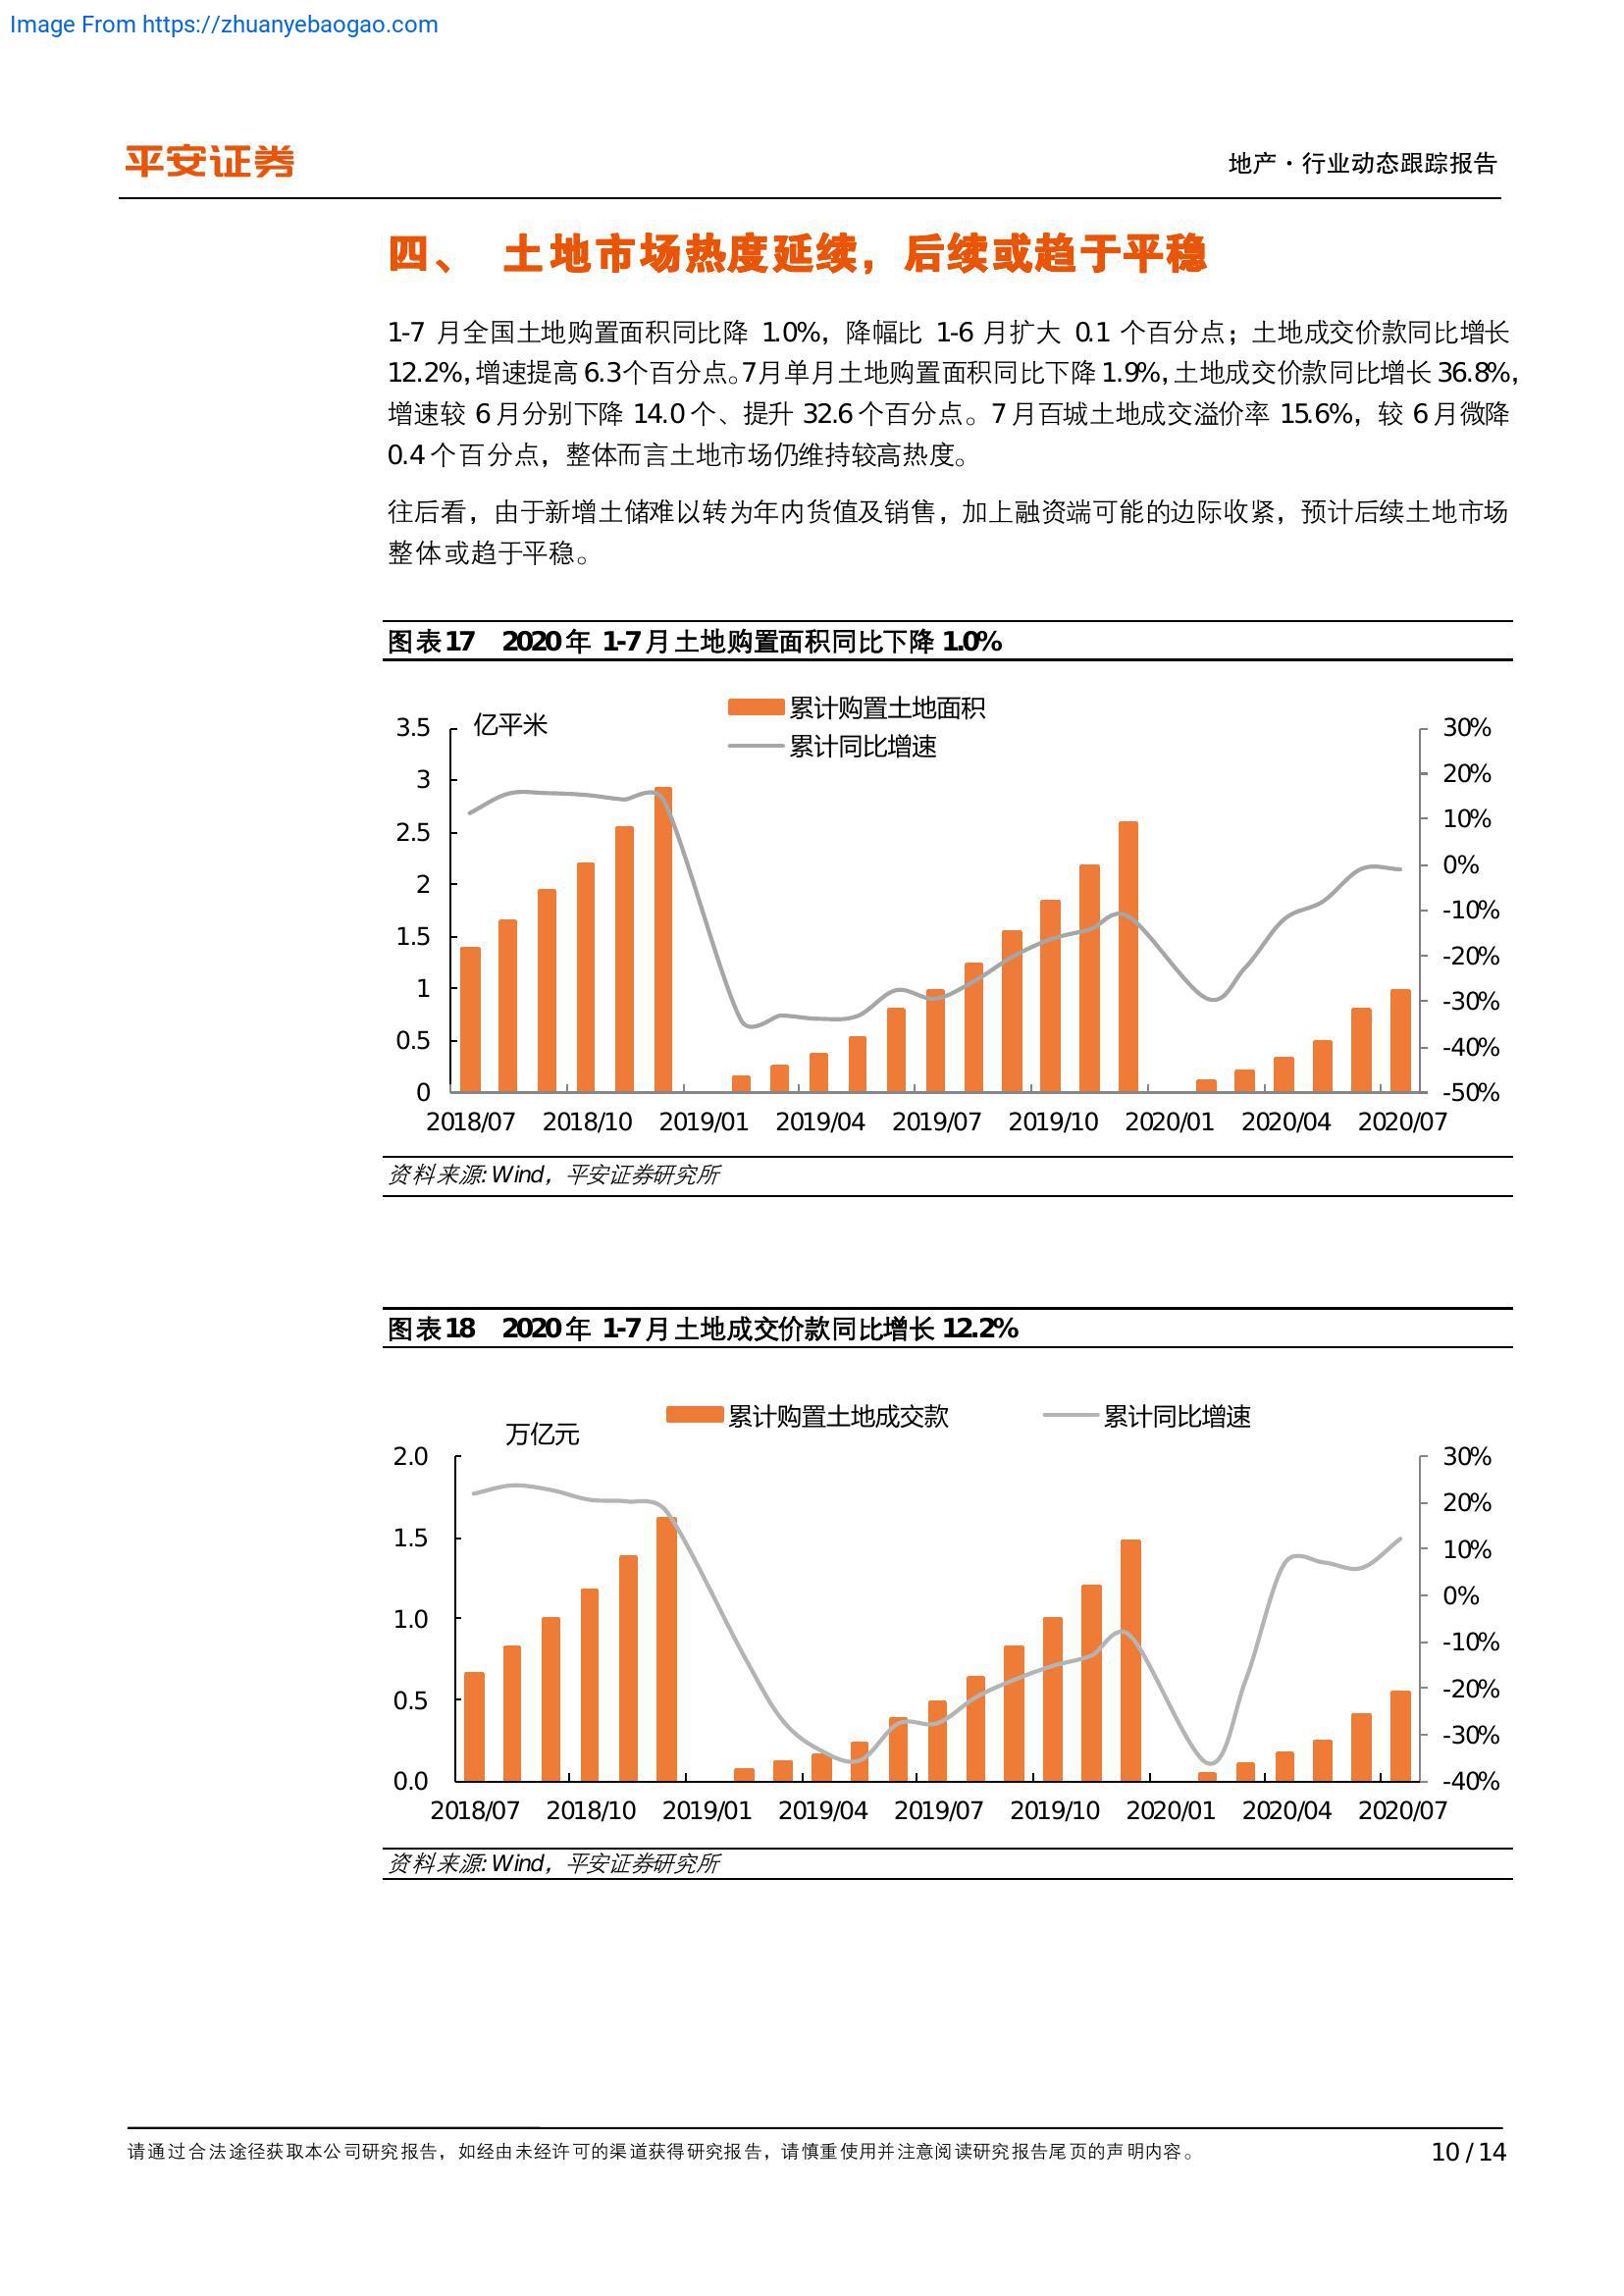 Image From https://zhuanyebaogao.com
平安证券
地产·行业动态跟踪报告
四、 土地市场热度延续，后续或趋于平稳
1-7 月全国土地购置面积同比降 1.0%，降幅比 1-6 月扩大 0.1 个百分点；土地成交价款同比增长
12.2%，增速提高 6.3个百分点。7月单月土地购置面积同比下降 1.9%，土地成交价款同比增长 36.8%，
增速较 6 月分别下降 14.0 个、提升 32.6 个百分点。7 月百城土地成交溢价率 15.6%，较 6 月微降
0.4 个百分点，整体而言土地市场仍维持较高热度。
往后看，由于新增土储难以转为年内货值及销售，加上融资端可能的边际收紧，预计后续土地市场
整体或趋于平稳。
图表17 2020年 1-7月土地购置面积同比下降 1.0%
亿平米
累计购置土地面积
累计同比增速
3.5
3
2.5
2
1.5
1
0.5
0
30%
20%
10%
0%
-10%
-20%
-30%
-40%
-50%
2018/07 2018/10 2019/01 2019/04 2019/07 2019/10 2020/01 2020/04 2020/07
资料来源: Wind，平安证券研究所
图表18 2020年 1-7月土地成交价款同比增长 12.2%
万亿元
累计购置土地成交款 累计同比增速
2.0
1.5
1.0
0.5
0.0
30%
20%
10%
0%
-10%
-20%
-30%
-40%
2018/07 2018/10 2019/01 2019/04 2019/07 2019/10 2020/01 2020/04 2020/07
资料来源: Wind，平安证券研究所
请通过合法途径获取本公司研究报告，如经由未经许可的渠道获得研究报告，请慎重使用并注意阅读研究报告尾页的声明内容。
10 / 14